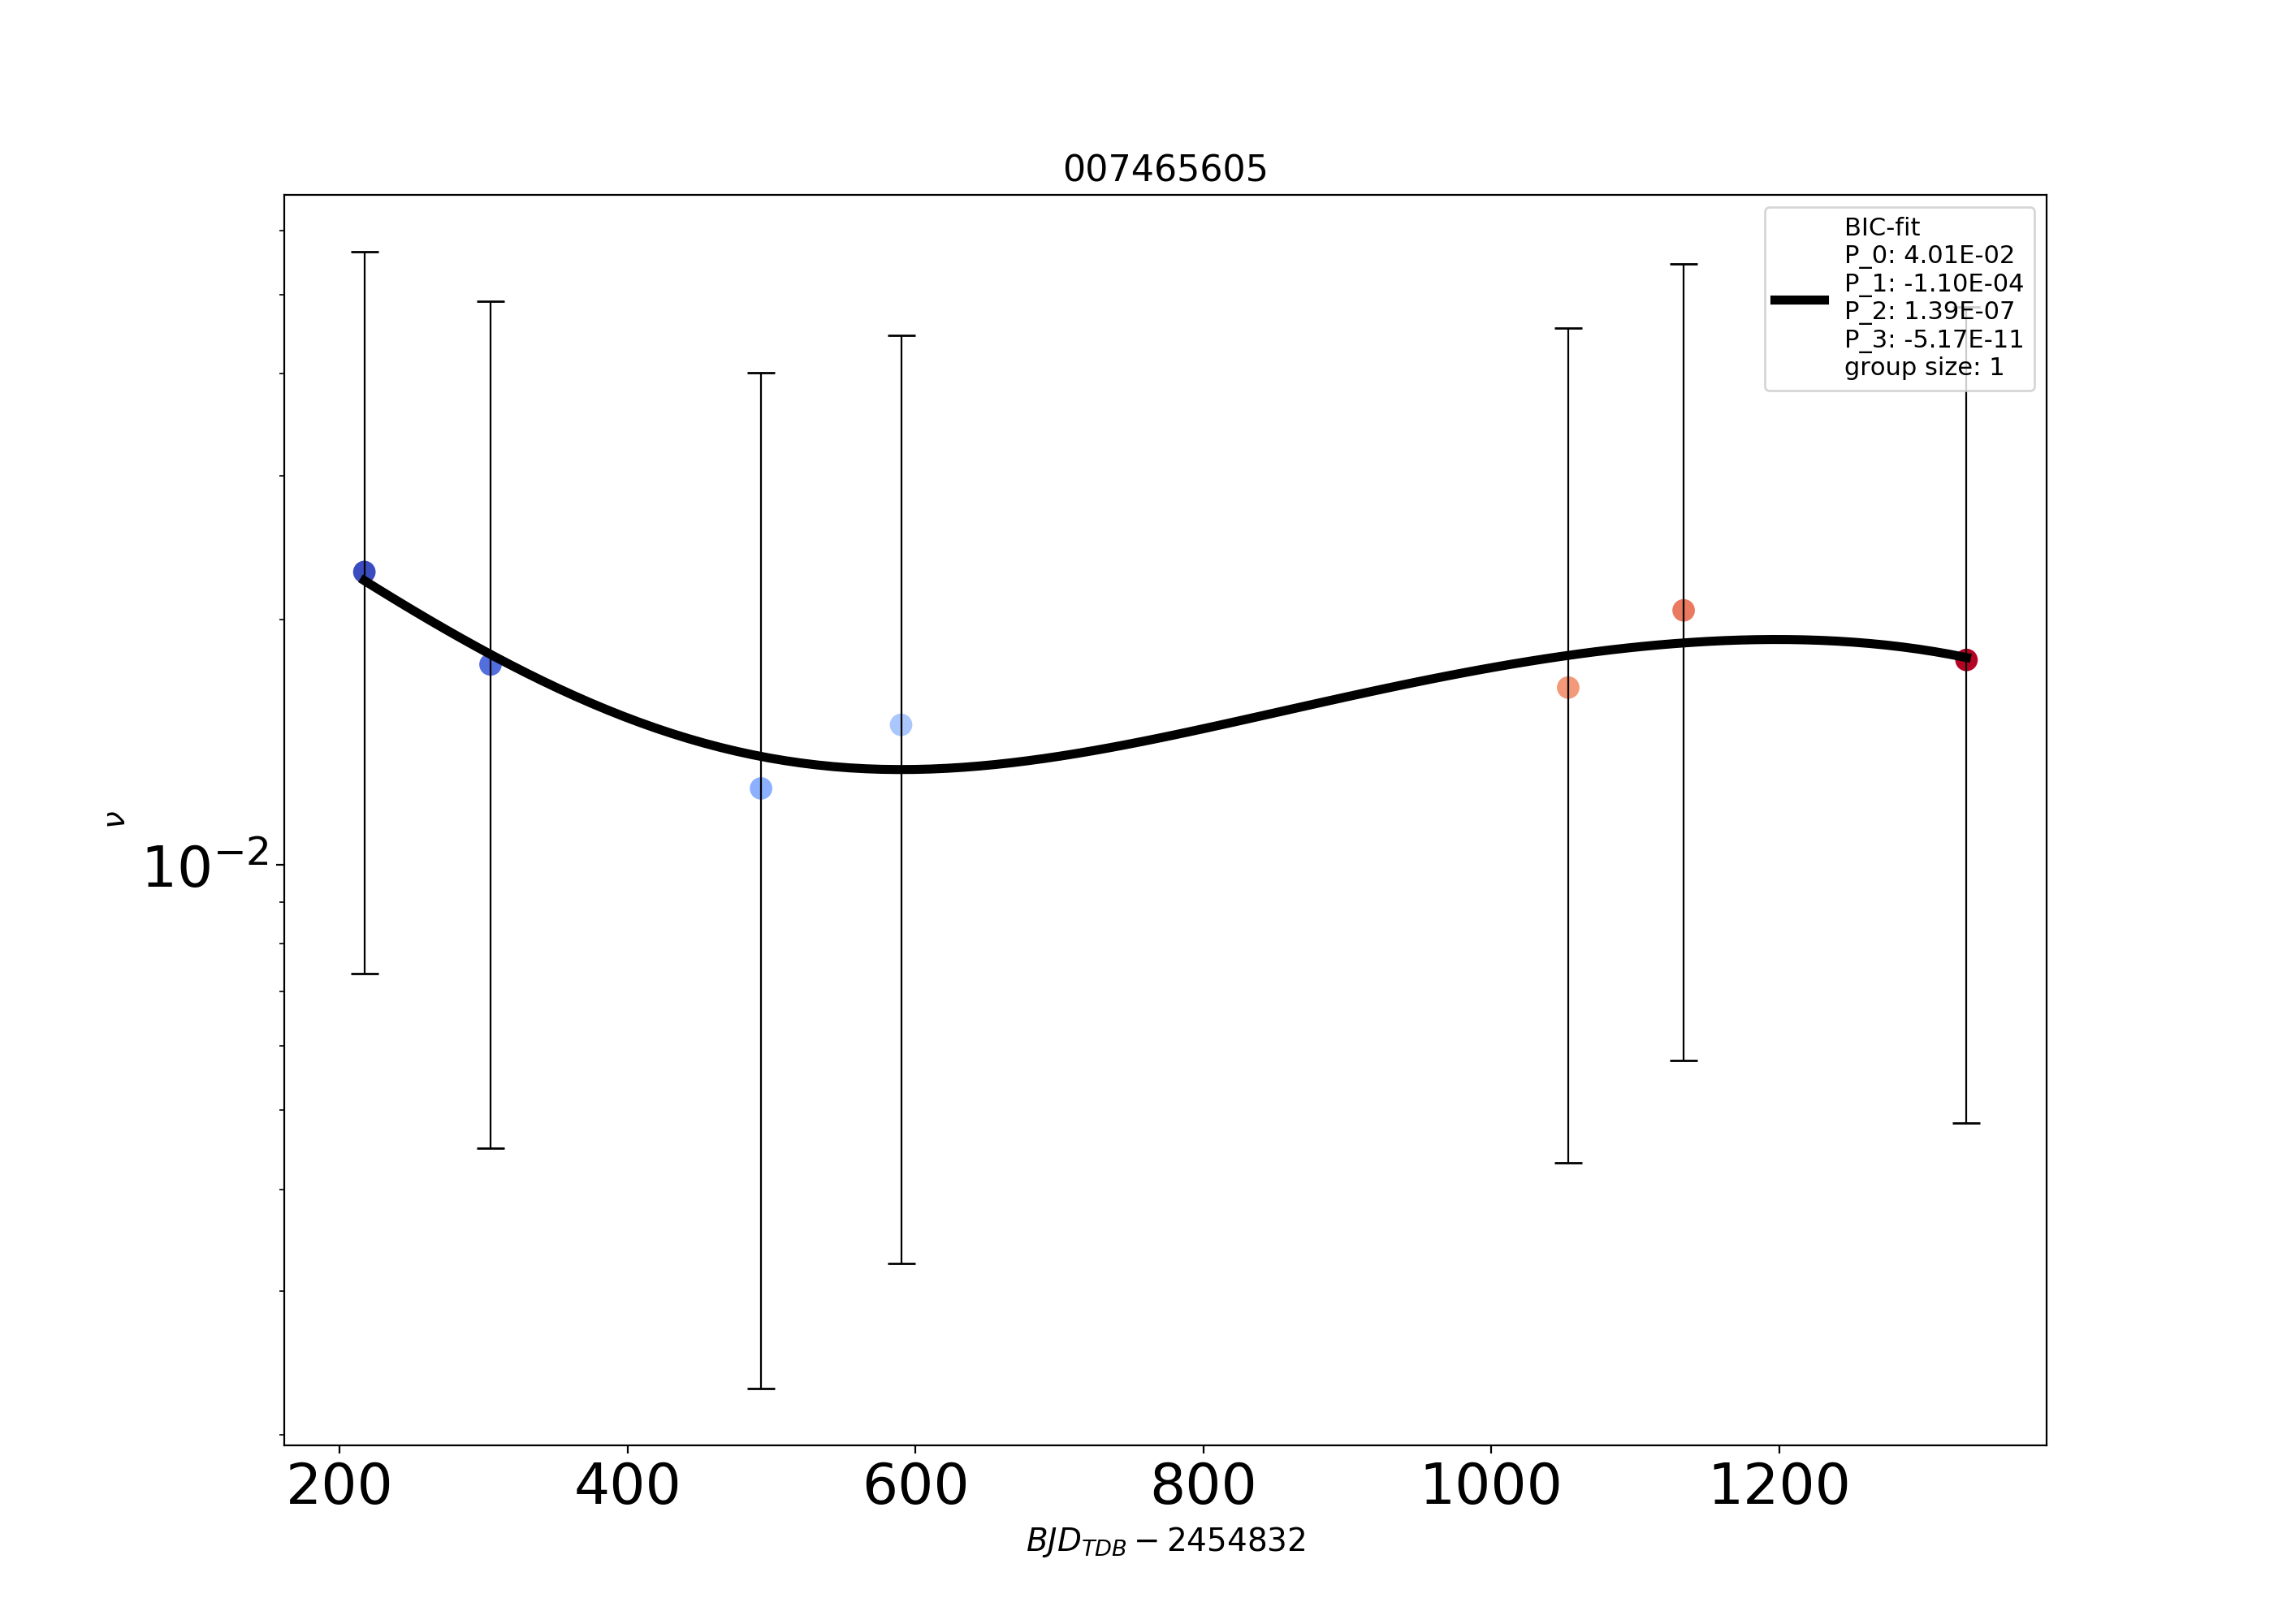 007465605
BIC-fit
P_0: 4.01E-02
P_1: -1.10E-04
P_2: 1.39E-07
P_3: -5.17E-11
group size: 1
ν
10⁻²
200 400 600 800 1000 1200
BJD_TDB − 2454832